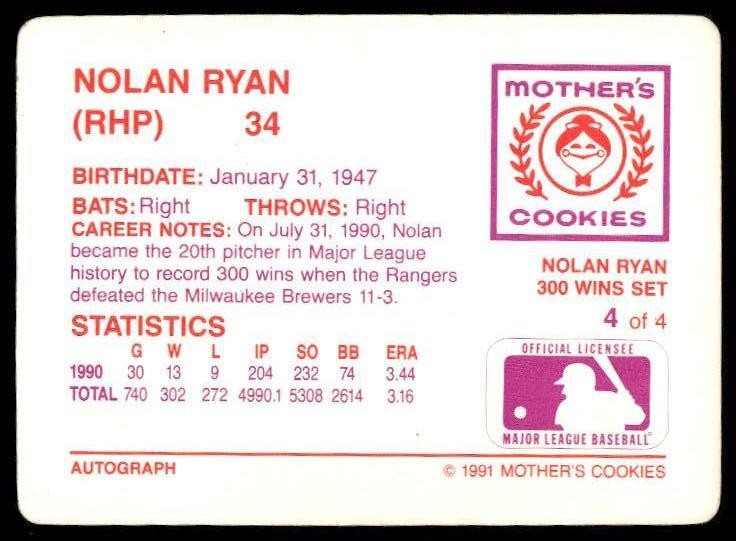 NOLAN RYAN
(RHP) 34
BIRTHDATE: January 31, 1947
BATS: Right THROWS: Right
CAREER NOTES: On July 31, 1990, Nolan
became the 20th pitcher in Major League
history to record 300 wins when the Rangers
defeated the Milwaukee Brewers 11-3.
STATISTICS
G W L IP SO BB ERA
1990 30 13 9 204 232 74 3.44
TOTAL 740 302 272 4990.1 5308 2614 3.16
MOTHER'S
COOKIES
NOLAN RYAN
300 WINS SET
4 of 4
OFFICIAL LICENSEE
MAJOR LEAGUE BASEBALL
AUTOGRAPH
© 1991 MOTHER'S COOKIES